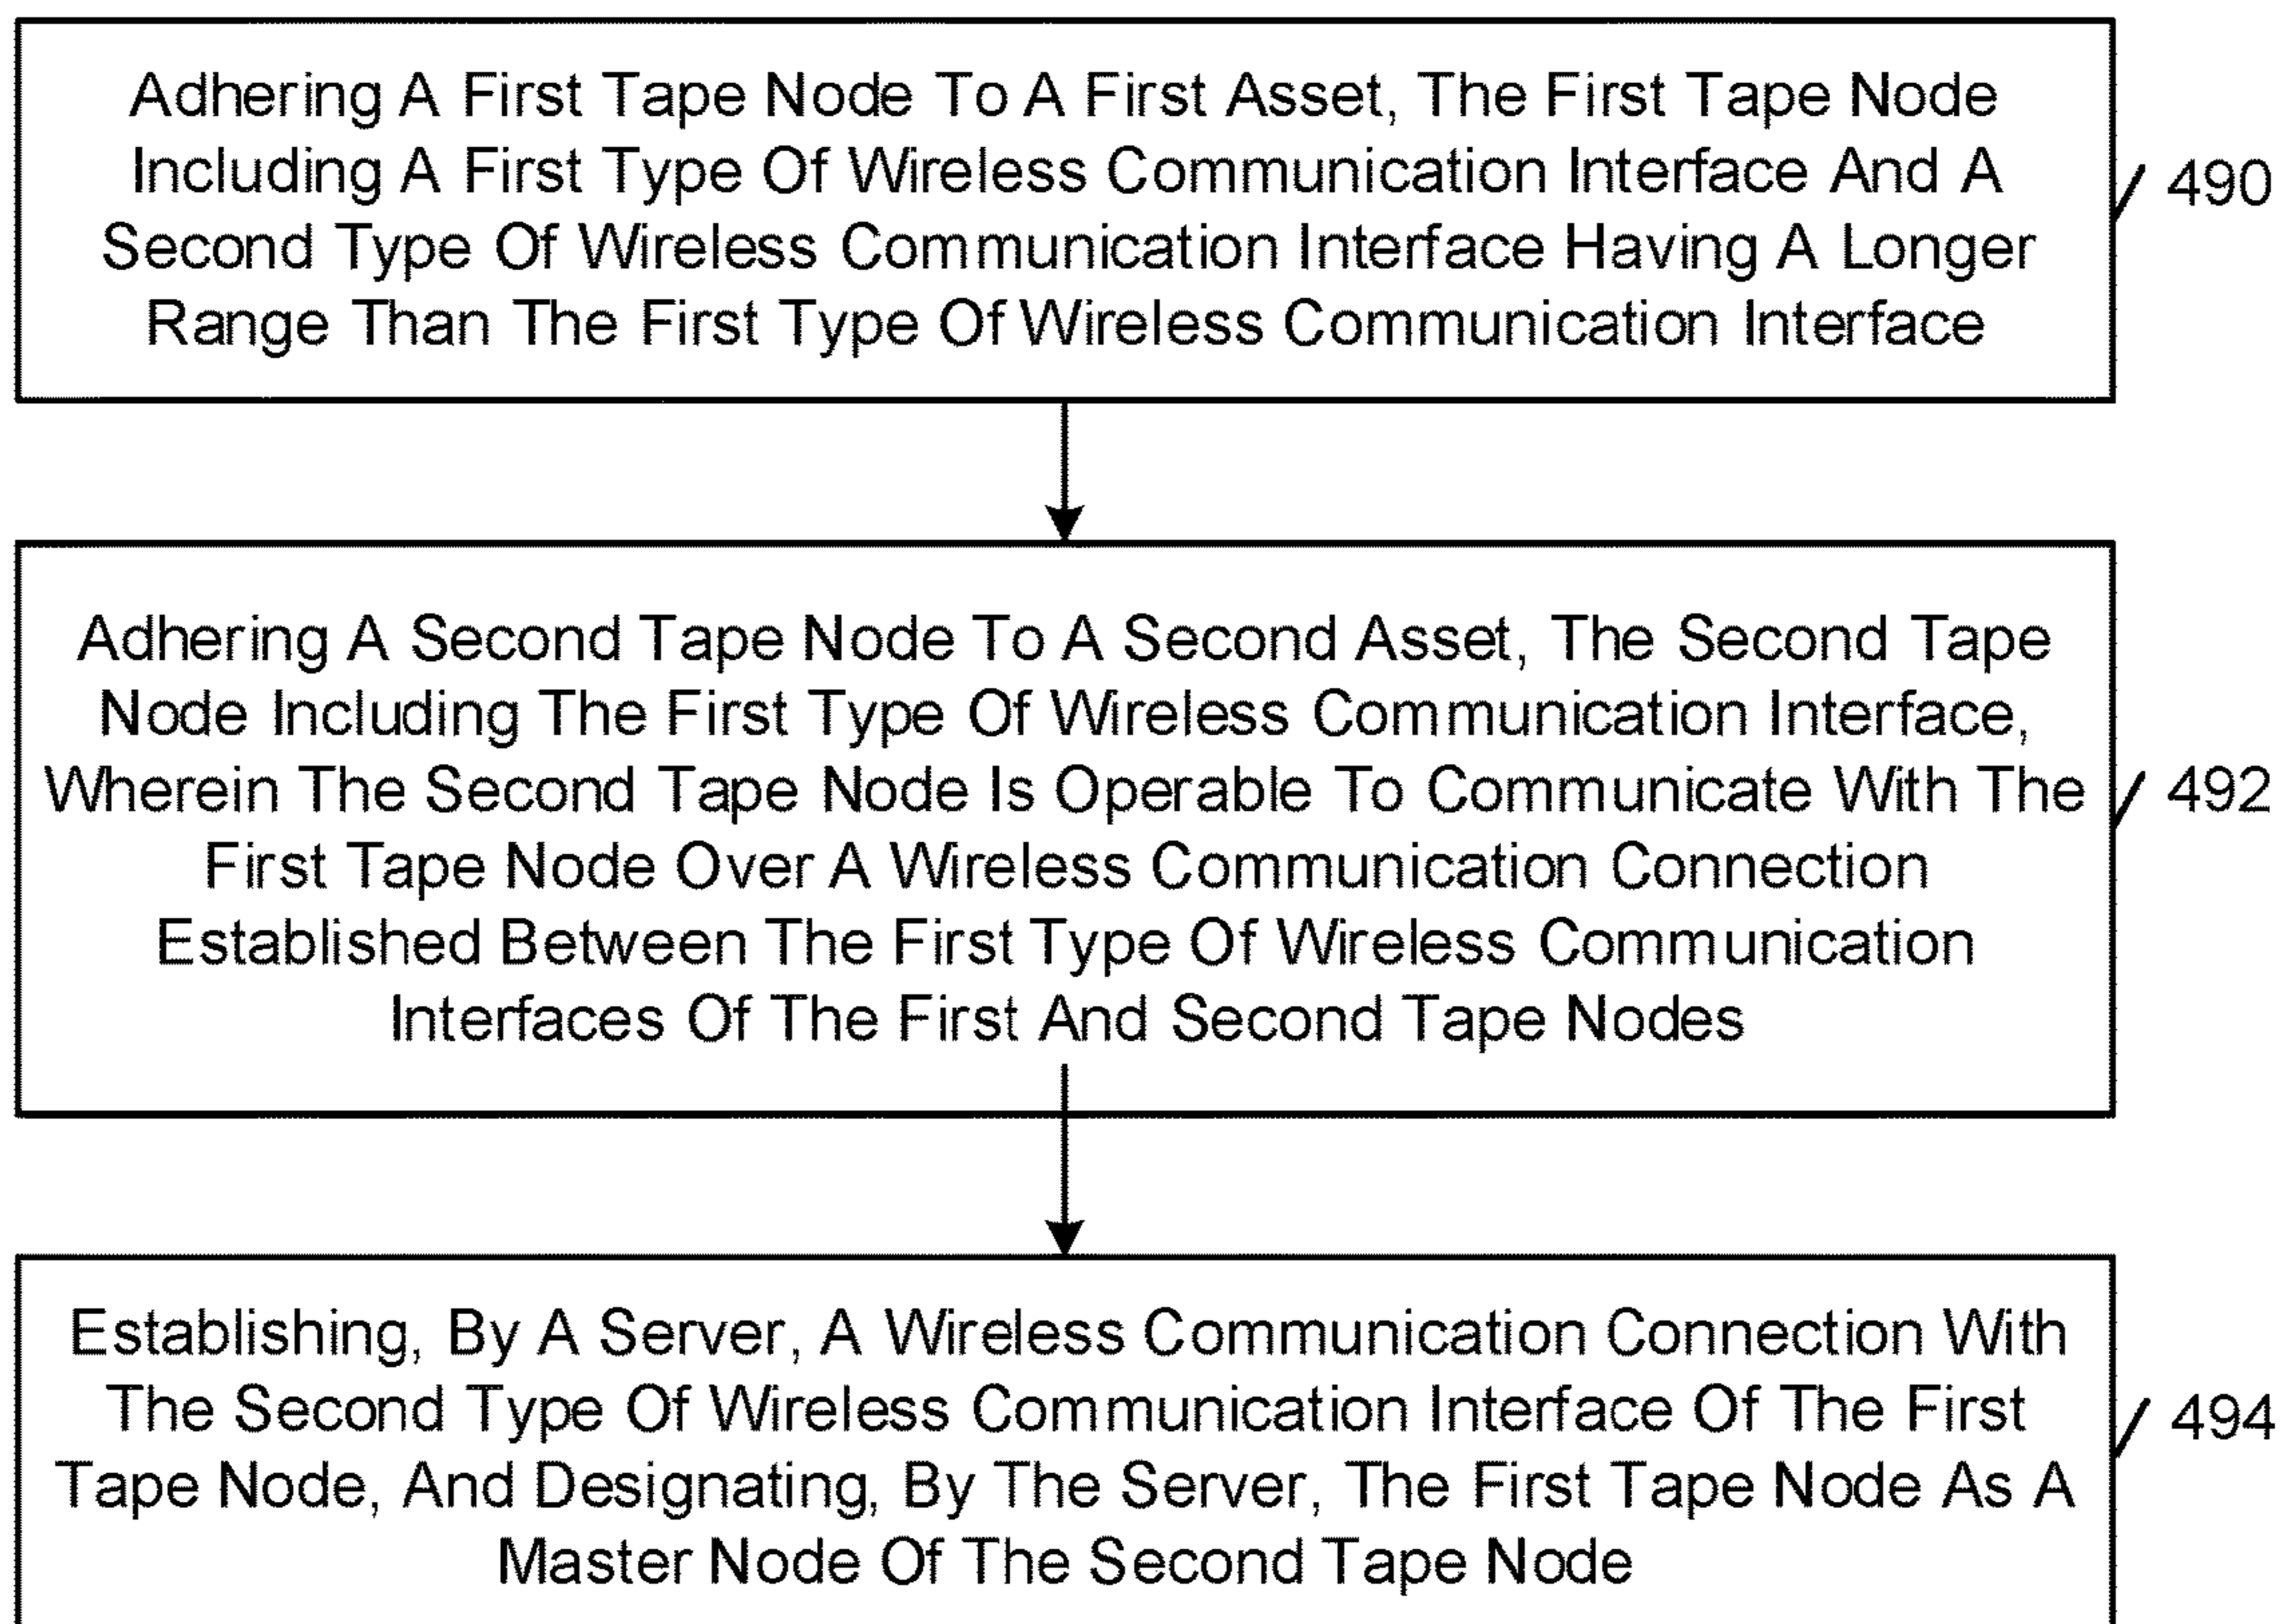 Adhering A First Tape Node To A First Asset, The First Tape Node
Including A First Type Of Wireless Communication Interface And A
Second Type Of Wireless Communication Interface Having A Longer
Range Than The First Type Of Wireless Communication Interface
490
Adhering A Second Tape Node To A Second Asset, The Second Tape
Node Including The First Type Of Wireless Communication Interface,
Wherein The Second Tape Node Is Operable To Communicate With The
First Tape Node Over A Wireless Communication Connection
Established Between The First Type Of Wireless Communication
Interfaces Of The First And Second Tape Nodes
492
Establishing, By A Server, A Wireless Communication Connection With
The Second Type Of Wireless Communication Interface Of The First
Tape Node, And Designating, By The Server, The First Tape Node As A
Master Node Of The Second Tape Node
494